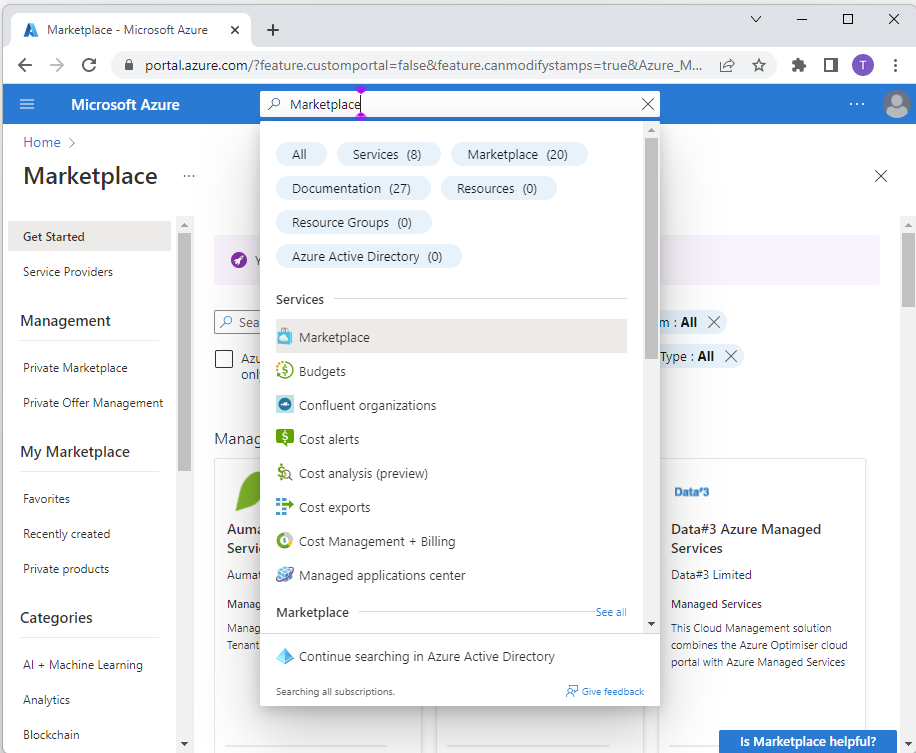 Marketplace - Microsoft Azure
portal.azure.com/?feature.customportal=false&feature.canmodifystamps=true&Azure_M...
T
Microsoft Azure
Marketplace
Home
Marketplace
Get Started
Service Providers
Management
Private Marketplace
Private Offer Management
My Marketplace
Favorites
Recently created
Private products
Categories
AI + Machine Learning
Analytics
Blockchain
All
Services (8)
Marketplace (20)
Documentation (27)
Resources (0)
Resource Groups (0)
Azure Active Directory (0)
Services
Marketplace
Budgets
Confluent organizations
Cost alerts
Cost analysis (preview)
Cost exports
Cost Management + Billing
Managed applications center
Marketplace
See all
Continue searching in Azure Active Directory
Searching all subscriptions.
Give feedback
Y
Sea
m : All
Azu
onl
Type : All
Manag
Auma
Servi
Aumat
Manag
Manag
Tenant
Data#3
Data#3 Azure Managed
Services
Data#3 Limited
Managed Services
This Cloud Management solution
combines the Azure Optimiser cloud
portal with Azure Managed Services
Is Marketplace helpful?